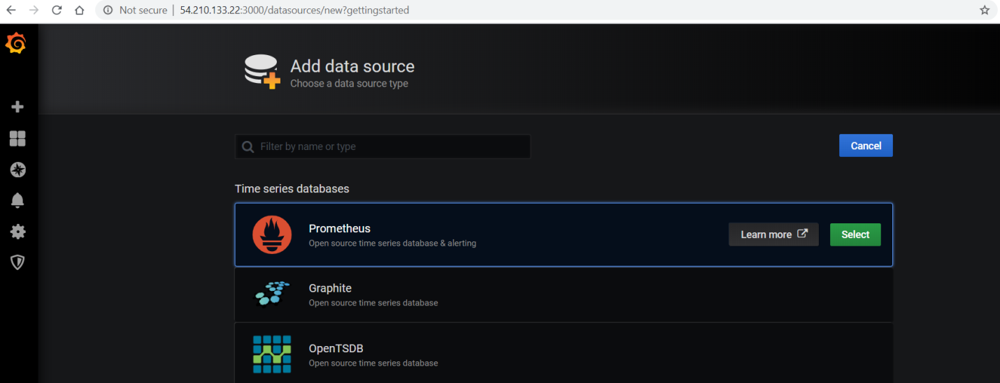 Not secure | 54.210.133.22:3000/datasources/new?gettingstarted
Add data source
Choose a data source type
Filter by name or type
Cancel
Time series databases
Prometheus
Open source time series database & alerting
Learn more
Select
Graphite
Open source time series database
OpenTSDB
Open source time series database